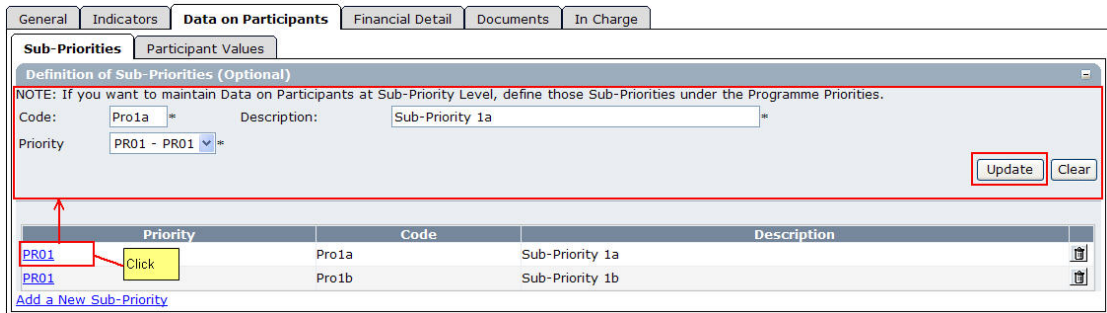 General Indicators Data on Participants Financial Detail Documents In Charge
Sub-Priorities Participant Values
Definition of Sub-Priorities (Optional)
NOTE: If you want to maintain Data on Participants at Sub-Priority Level, define those Sub-Priorities under the Programme Priorities.
Code: Pro1a * Description: Sub-Priority 1a *
Priority PR01 - PR01 *
Update Clear
Priority Code Description
PR01 Pro1a Sub-Priority 1a
Click
PR01 Pro1b Sub-Priority 1b
Add a New Sub-Priority